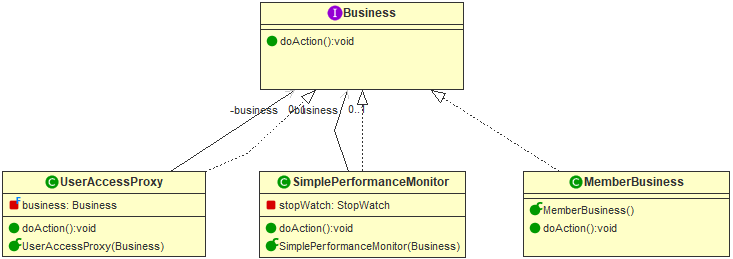 I Business
doAction():void
-business 0..1
-business 0..1
C UserAccessProxy
F business: Business
doAction():void
C UserAccessProxy(Business)
C SimplePerformanceMonitor
stopWatch: StopWatch
doAction():void
C SimplePerformanceMonitor(Business)
C MemberBusiness
C MemberBusiness()
doAction():void